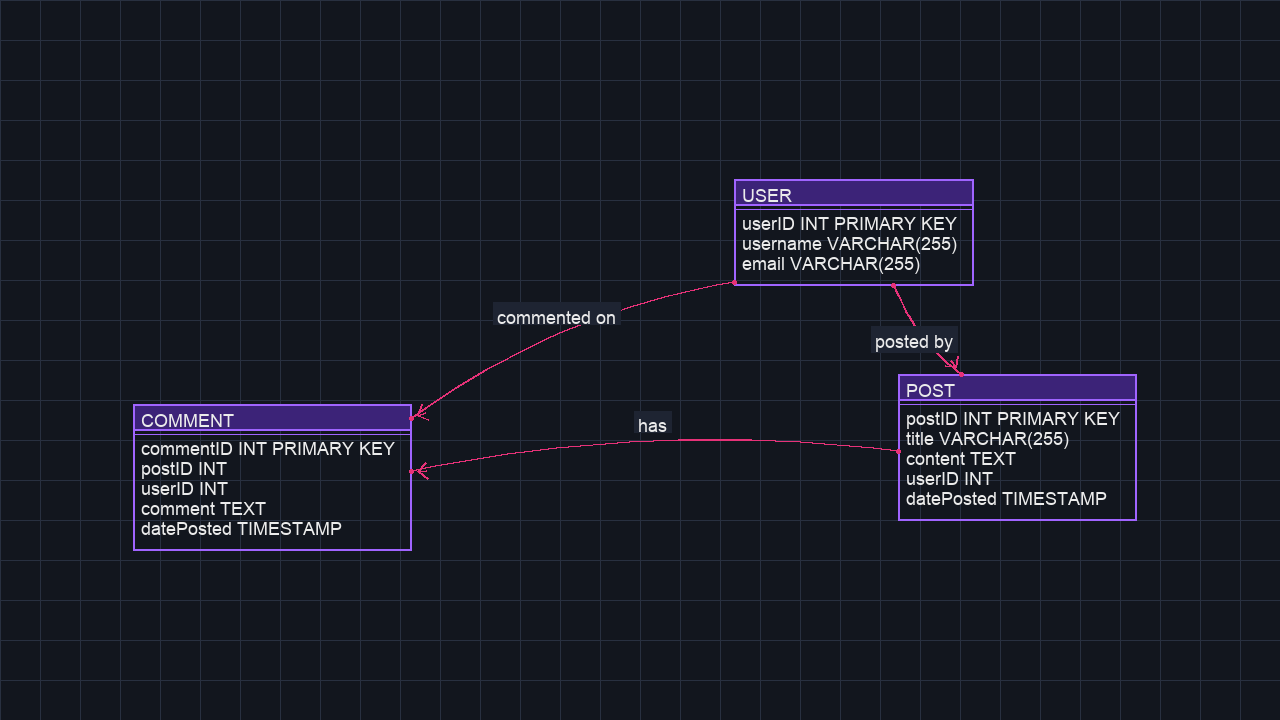 USER
userID INT PRIMARY KEY
username VARCHAR(255)
email VARCHAR(255)
commented on
posted by
POST
postID INT PRIMARY KEY
title VARCHAR(255)
content TEXT
userID INT
datePosted TIMESTAMP
has
COMMENT
commentID INT PRIMARY KEY
postID INT
userID INT
comment TEXT
datePosted TIMESTAMP